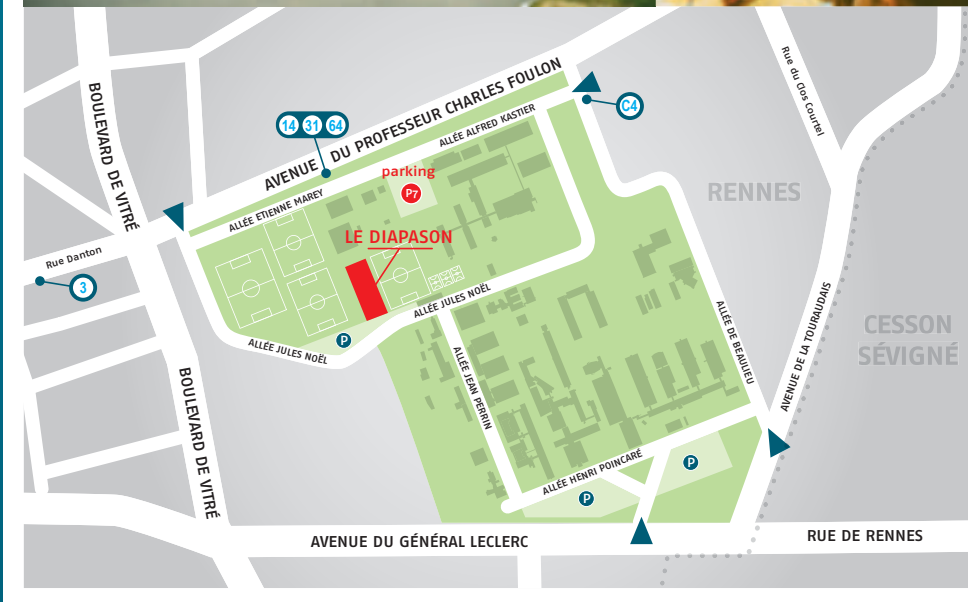 BOULEVARD DE VITRÉ
AVENUE DU PROFESSEUR CHARLES FOULON
Rue du Clos Courtel
14 31 64
C4
ALLÉE ALFRED KASTIER
parking
P7
RENNES
ALLÉE ETIENNE MAREY
LE DIAPASON
Rue Danton
3
ALLÉE JULES NOËL
P
ALLÉE JULES NOËL
ALLÉE DE BEAULIEU
AVENUE DE LA TOURAUDAIS
CESSON
SÉVIGNÉ
ALLÉE JEAN PERRIN
BOULEVARD DE VITRÉ
ALLÉE HENRI POINCARÉ
P
P
AVENUE DU GÉNÉRAL LECLERC
RUE DE RENNES